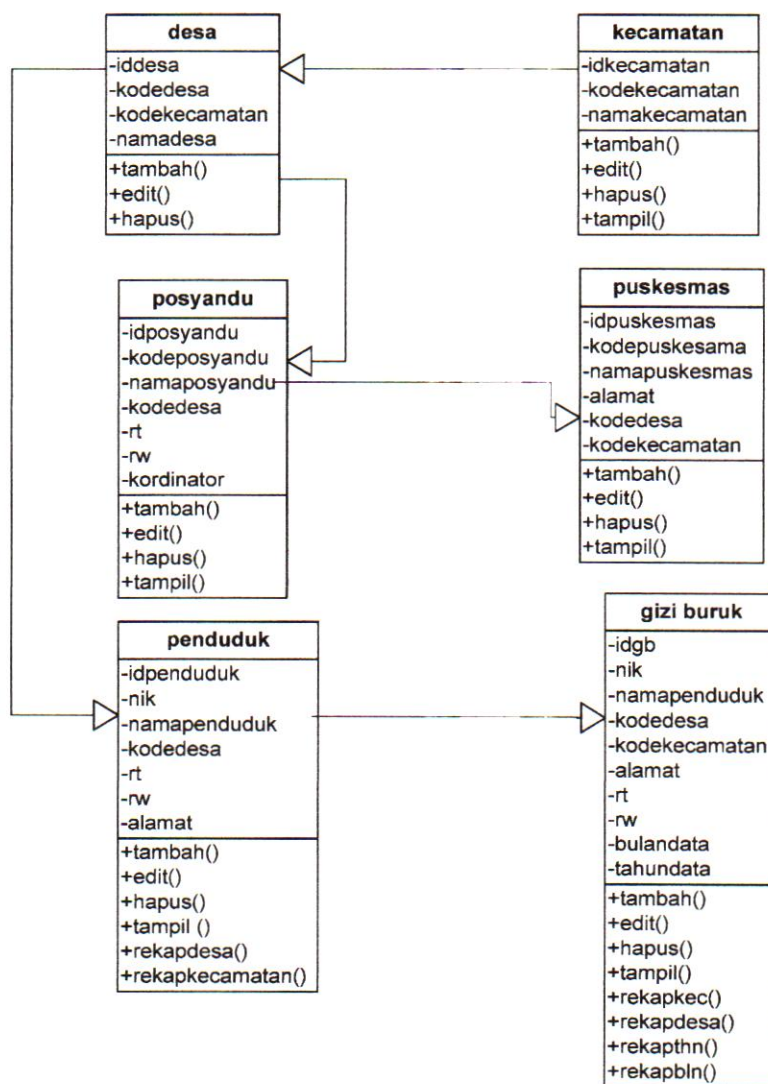 desa
-iddesa
-kodedesa
-kodekecamatan
-namadesa
+tambah()
+edit()
+hapus()
kecamatan
-idkecamatan
-kodekecamatan
-namakecamatan
+tambah()
+edit()
+hapus()
+tampil()
posyandu
-idposyandu
-kodeposyandu
-namaposyandu
-kodedesa
-rt
-rw
-kordinator
+tambah()
+edit()
+hapus()
+tampil()
puskesmas
-idpuskesmas
-kodepuskesama
-namapuskesmas
-alamat
-kodedesa
-kodekecamatan
+tambah()
+edit()
+hapus()
+tampil()
penduduk
-idpenduduk
-nik
-namapenduduk
-kodedesa
-rt
-rw
-alamat
+tambah()
+edit()
+hapus()
+tampil ()
+rekapdesa()
+rekapkecamatan()
gizi buruk
-idgb
-nik
-namapenduduk
-kodedesa
-kodekecamatan
-alamat
-rt
-rw
-bulandata
-tahundata
+tambah()
+edit()
+hapus()
+tampil()
+rekapkec()
+rekapdesa()
+rekapthn()
+rekapbln()